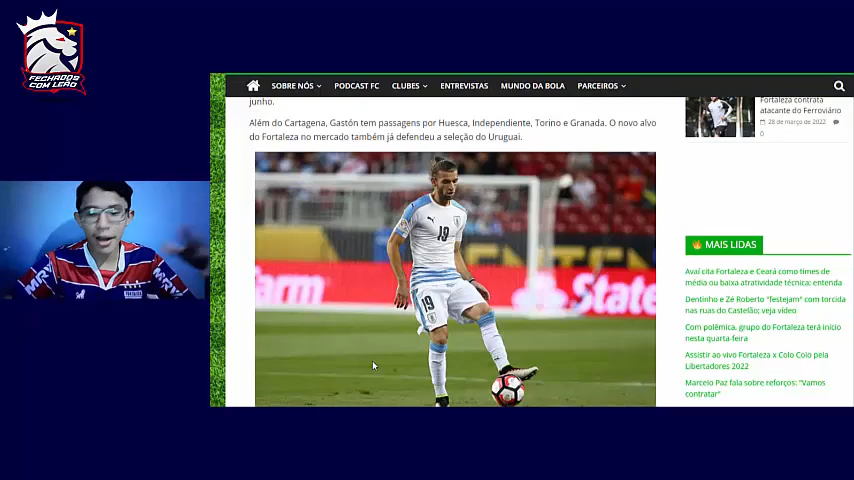 FECHADOS
COM LEÃO
SOBRE NÓS
PODCAST FC
CLUBES
ENTREVISTAS
MUNDO DA BOLA
PARCEIROS
junho.
Além do Cartagena, Gastón tem passagens por Huesca, Independiente, Torino e Granada. O novo alvo
do Fortaleza no mercado também já defendeu a seleção do Uruguai.
19
19
Farm
State
Fortaleza contrata
atacante do Ferroviário
28 de março de 2022
0
MAIS LIDAS
Avaí cita Fortaleza e Ceará como times de
média ou baixa atratividade técnica; entenda
Dentinho e Zé Roberto "festejam" com torcida
nas ruas do Castelão; veja vídeo
Com polêmica, grupo do Fortaleza terá início
nesta quarta-feira
Assistir ao vivo Fortaleza x Colo Colo pela
Libertadores 2022
Marcelo Paz fala sobre reforços: "Vamos
contratar"